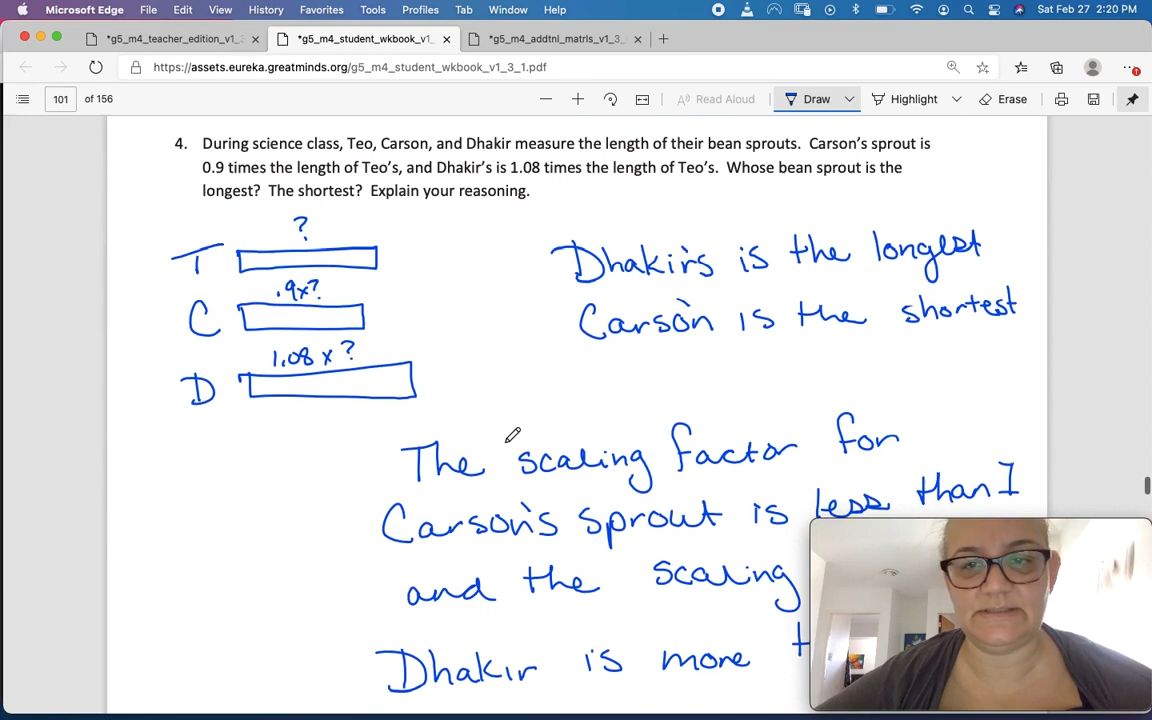 Microsoft Edge File Edit View History Favorites Tools Profiles Tab Window Help Sat Feb 27 2:20 PM
*g5_m4_teacher_edition_v1_ *g5_m4_student_wkbook_v1_ *g5_m4_addtnl_matrls_v1_3_
https://assets.eureka.greatminds.org/g5_m4_student_wkbook_v1_3_1.pdf
101 of 156 Read Aloud Draw Highlight Erase
4. During science class, Teo, Carson, and Dhakir measure the length of their bean sprouts. Carson's sprout is
0.9 times the length of Teo's, and Dhakir's is 1.08 times the length of Teo's. Whose bean sprout is the
longest? The shortest? Explain your reasoning.
?
T
.9x?
C
1.08 x ?
D
Dhakir's is the longest
Carson is the shortest
The scaling factor for
Carson's sprout is less than 1
and the scaling
Dhakir is more